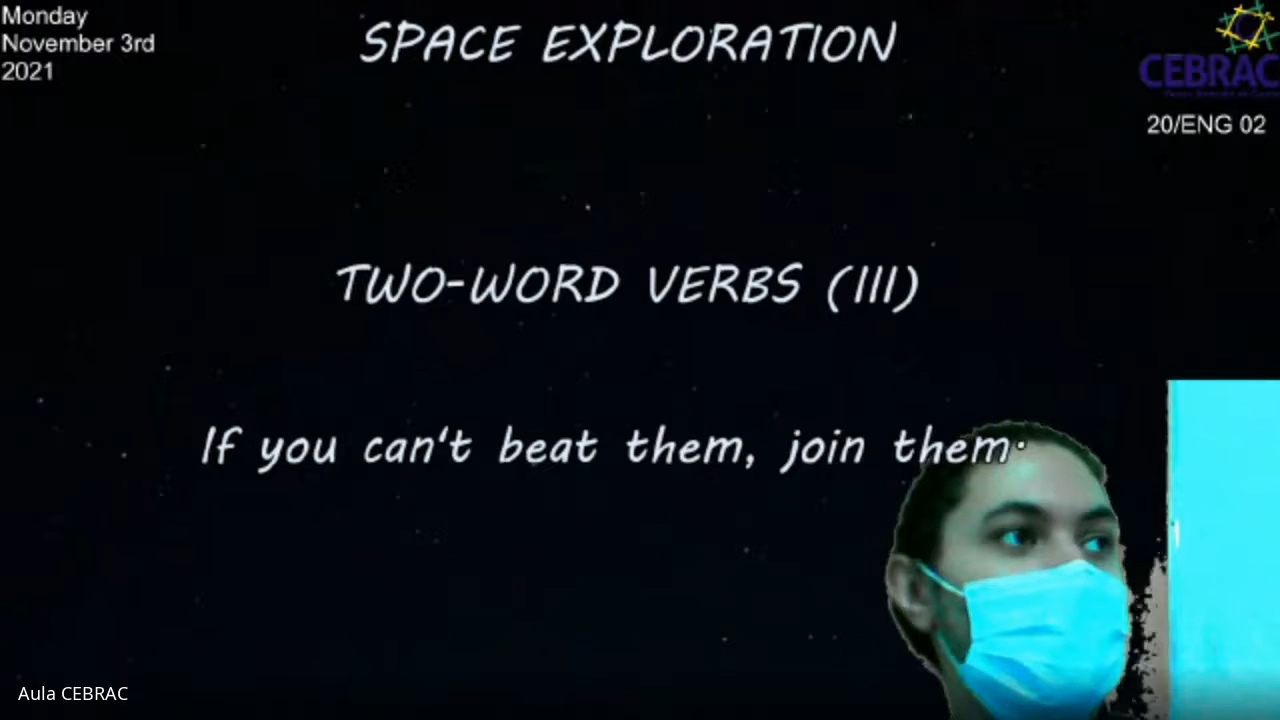 Monday
November 3rd
2021
SPACE EXPLORATION
CEBRAC
20/ENG 02
TWO-WORD VERBS (III)
If you can't beat them, join them.
Aula CEBRAC